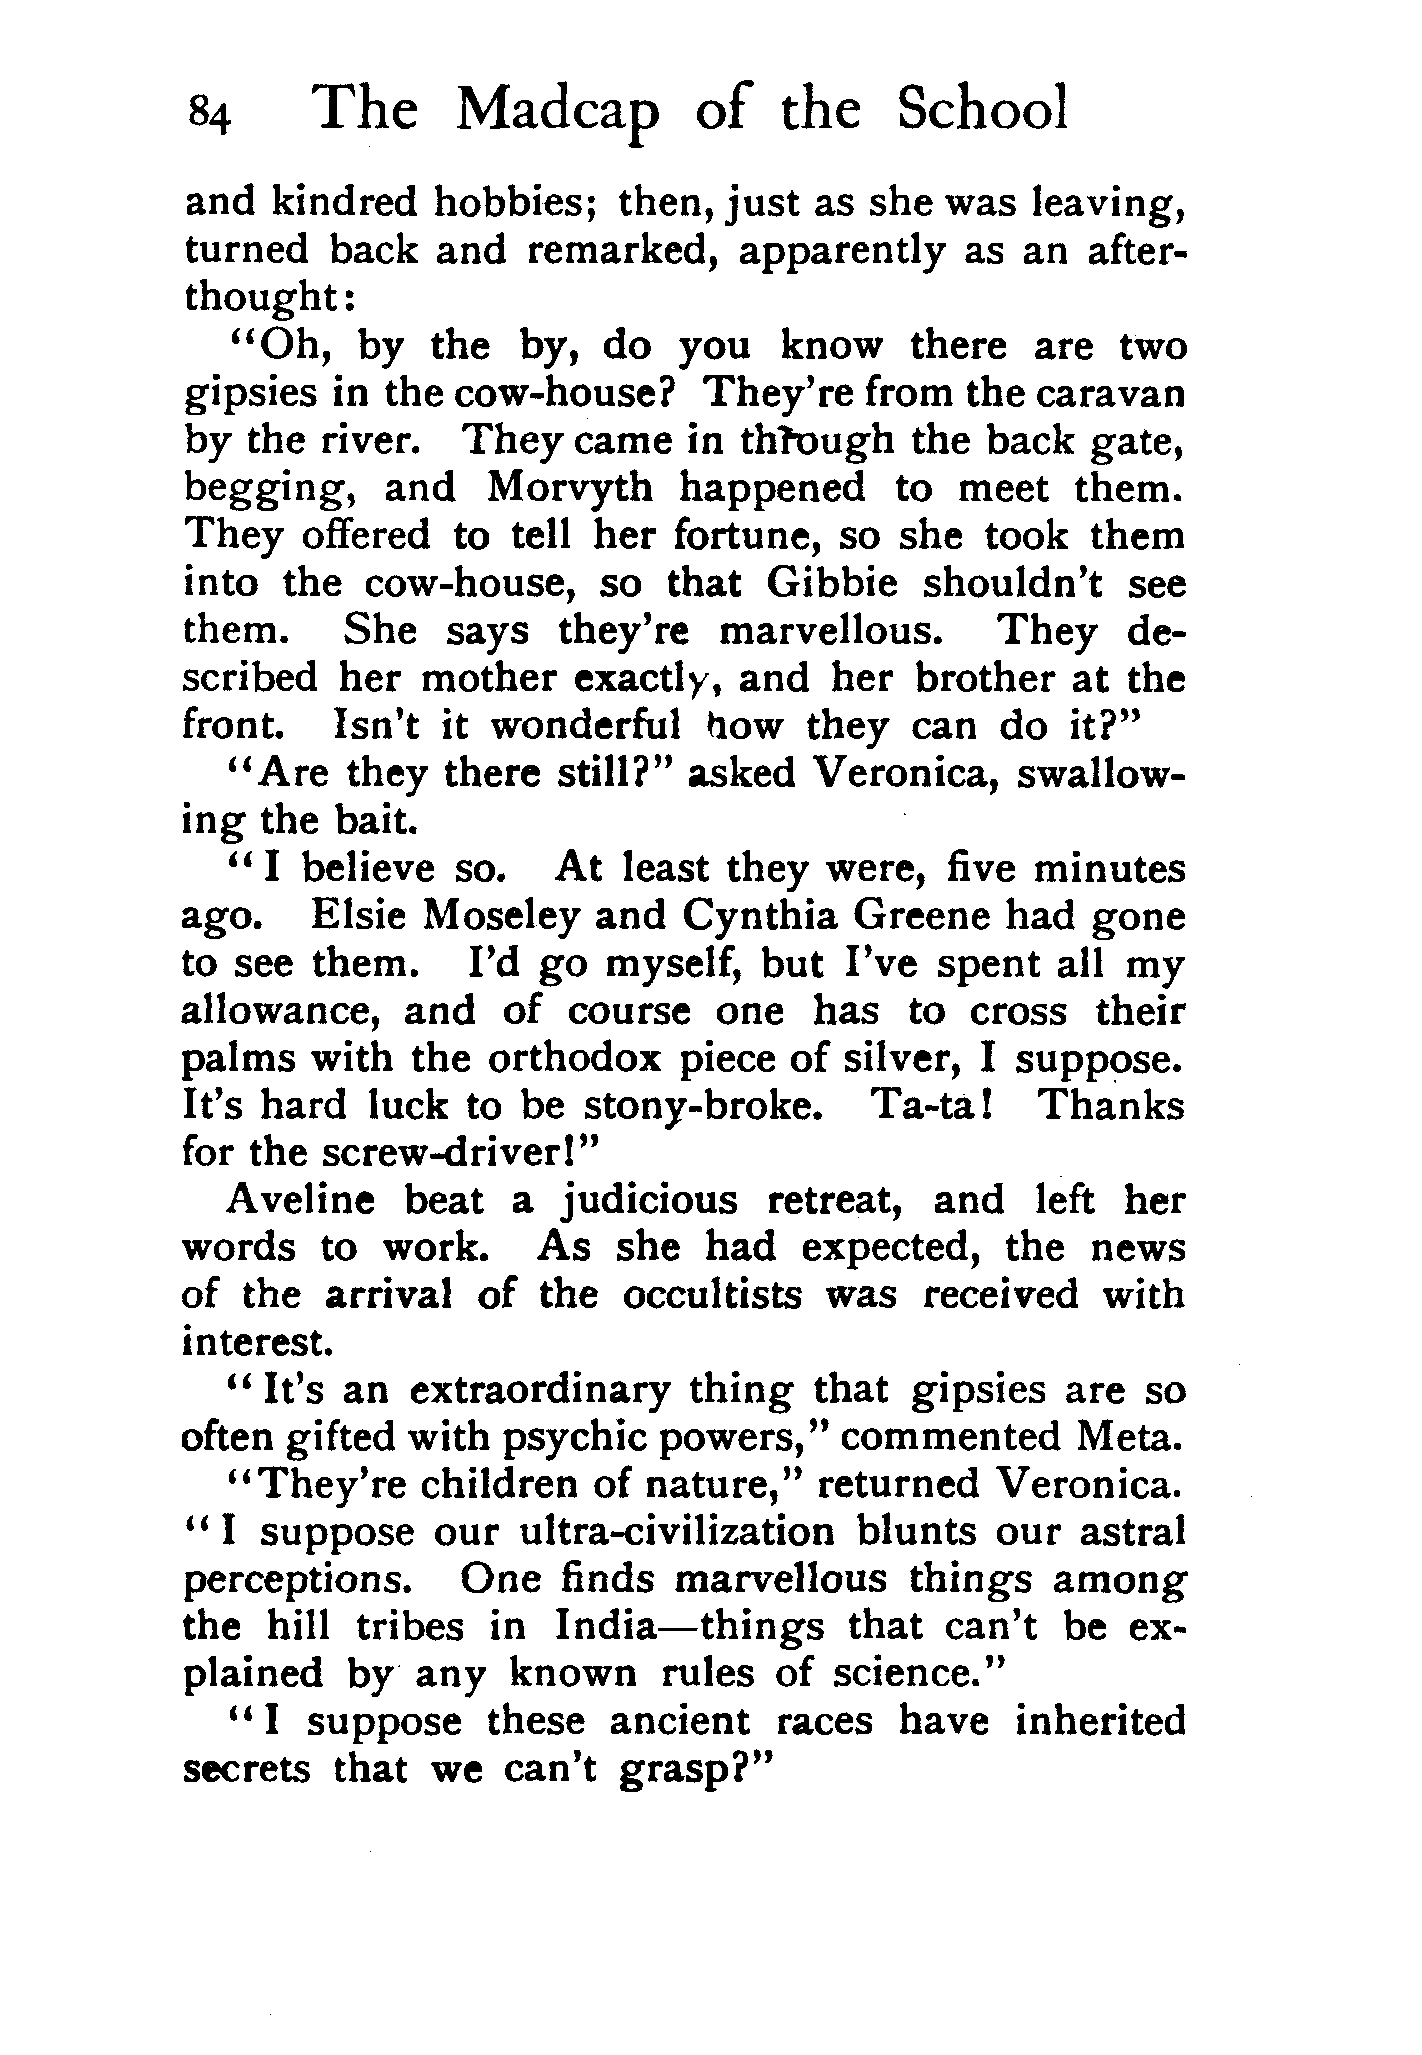 84 The Madcap of the School
and kindred hobbies; then, just as she was leaving,
turned back and remarked, apparently as an after-
thought:
"Oh, by the by, do you know there are two
gipsies in the cow-house? They're from the caravan
by the river. They came in through the back gate,
begging, and Morvyth happened to meet them.
They offered to tell her fortune, so she took them
into the cow-house, so that Gibbie shouldn't see
them. She says they're marvellous. They de-
scribed her mother exactly, and her brother at the
front. Isn't it wonderful how they can do it?"
"Are they there still?" asked Veronica, swallow-
ing the bait.
"I believe so. At least they were, five minutes
ago. Elsie Moseley and Cynthia Greene had gone
to see them. I'd go myself, but I've spent all my
allowance, and of course one has to cross their
palms with the orthodox piece of silver, I suppose.
It's hard luck to be stony-broke. Ta-ta! Thanks
for the screw-driver!"
Aveline beat a judicious retreat, and left her
words to work. As she had expected, the news
of the arrival of the occultists was received with
interest.
"It's an extraordinary thing that gipsies are so
often gifted with psychic powers," commented Meta.
"They're children of nature," returned Veronica.
"I suppose our ultra-civilization blunts our astral
perceptions. One finds marvellous things among
the hill tribes in India—things that can't be ex-
plained by any known rules of science."
"I suppose these ancient races have inherited
secrets that we can't grasp?"